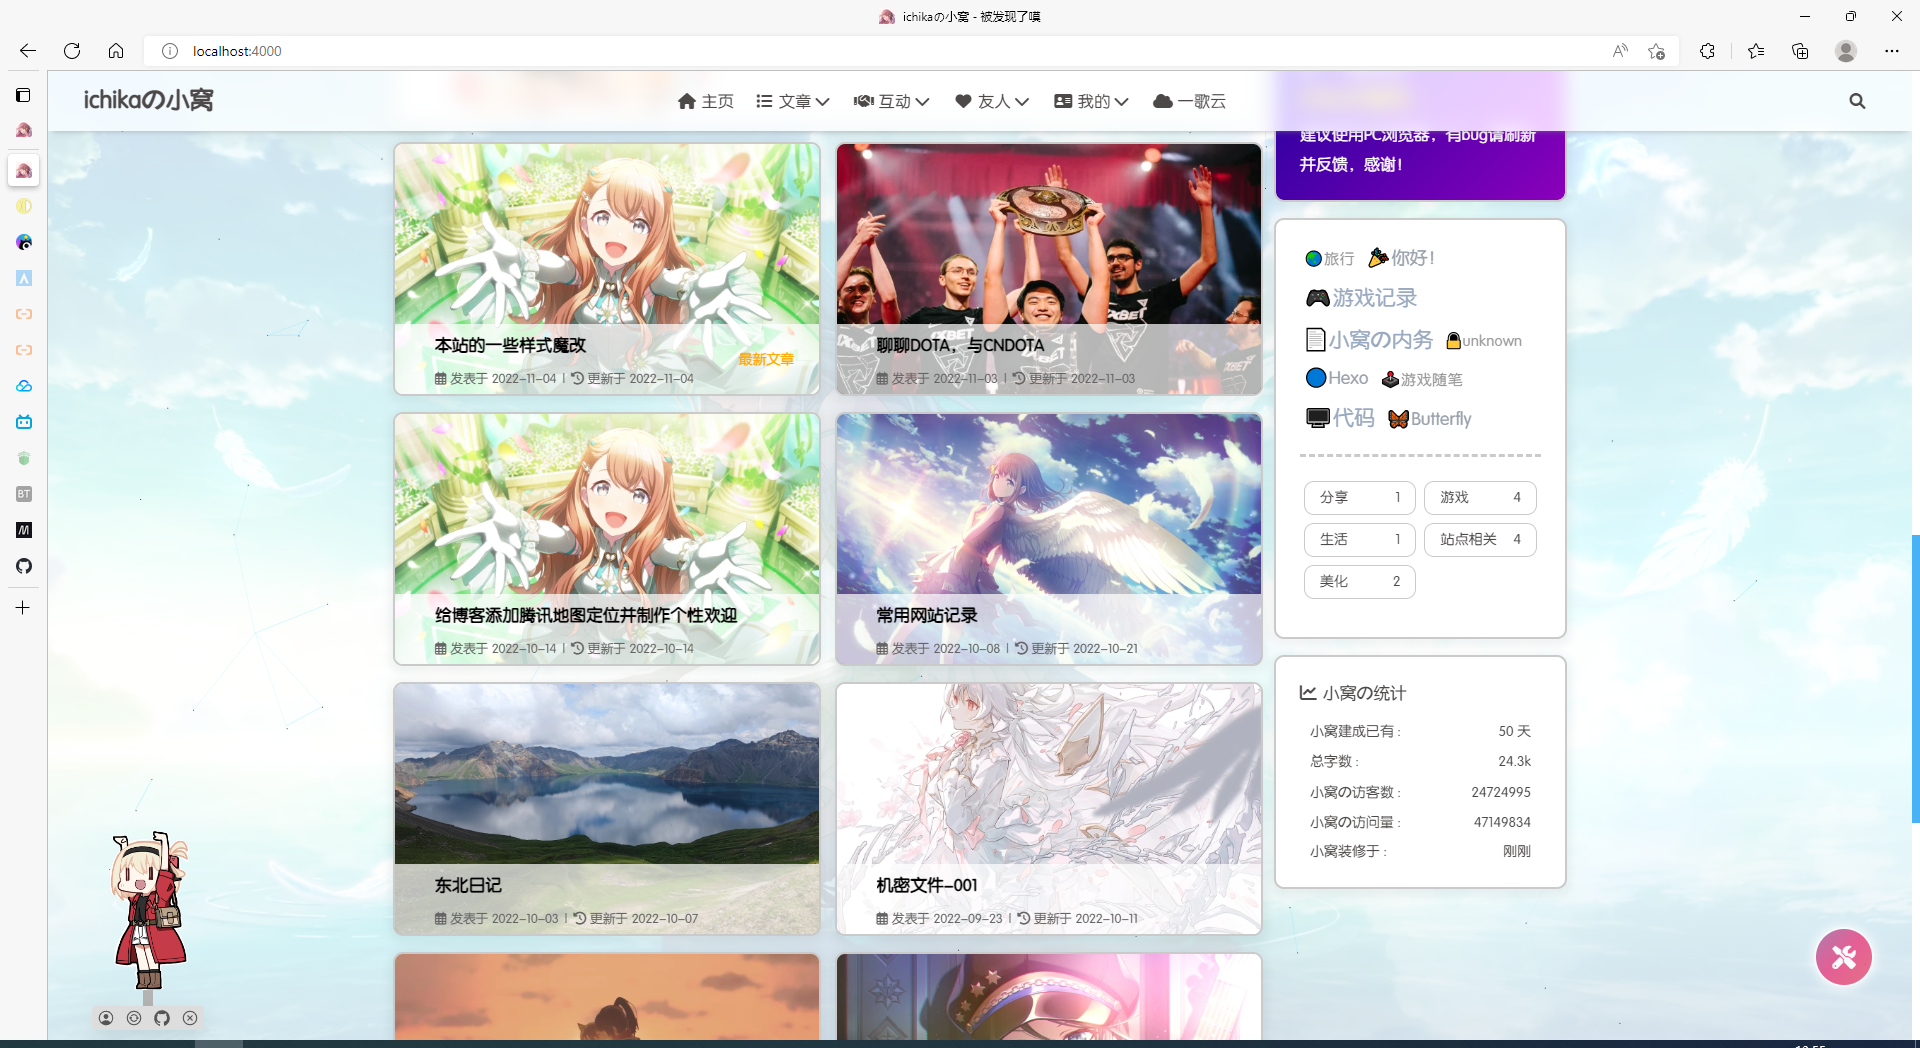 ichikaの小窝 - 被发现了嘆
localhost:4000
ichikaの小窝
主页 文章 互动 友人 我的 一歌云
建议使用PC浏览器，有bug请刷新
并反馈，感谢！
本站的一些样式魔改
最新文章
发表于 2022-11-04 | 更新于 2022-11-04
聊聊DOTA，与CNDOTA
发表于 2022-11-03 | 更新于 2022-11-03
给博客添加腾讯地图定位并制作个性欢迎
发表于 2022-10-14 | 更新于 2022-10-14
常用网站记录
发表于 2022-10-08 | 更新于 2022-10-21
东北日记
发表于 2022-10-03 | 更新于 2022-10-07
机密文件-001
发表于 2022-09-23 | 更新于 2022-10-11
旅行 你好！
游戏记录
小窝の内务 unknown
Hexo 游戏随笔
代码 Butterfly
分享 1 游戏 4
生活 1 站点相关 4
美化 2
小窝の统计
小窝建成已有 : 50 天
总字数 : 24.3k
小窝の访客数 : 24724995
小窝の访问量 : 47149834
小窝装修于 : 刚刚
BT